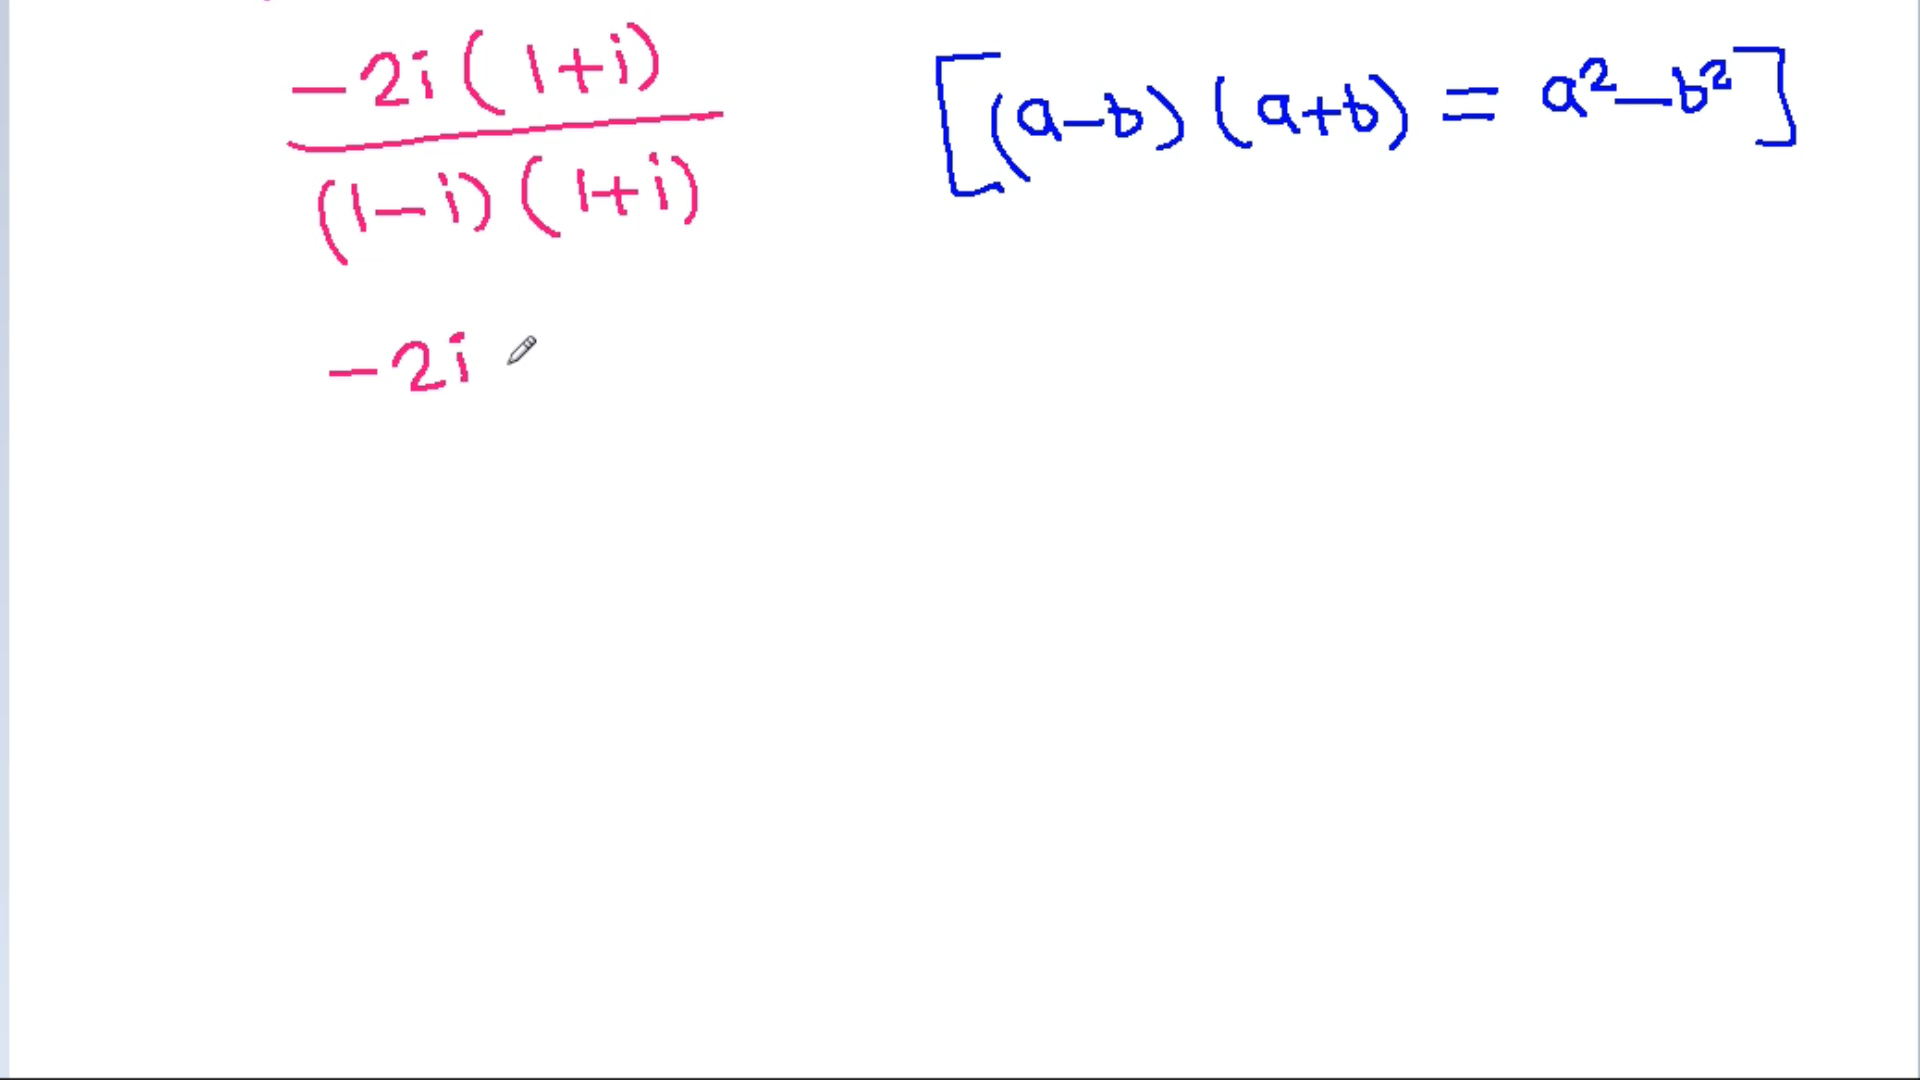 -2i(1+i)
(1-i)(1+i)
[(a-b)(a+b) = a²-b²]
-2i